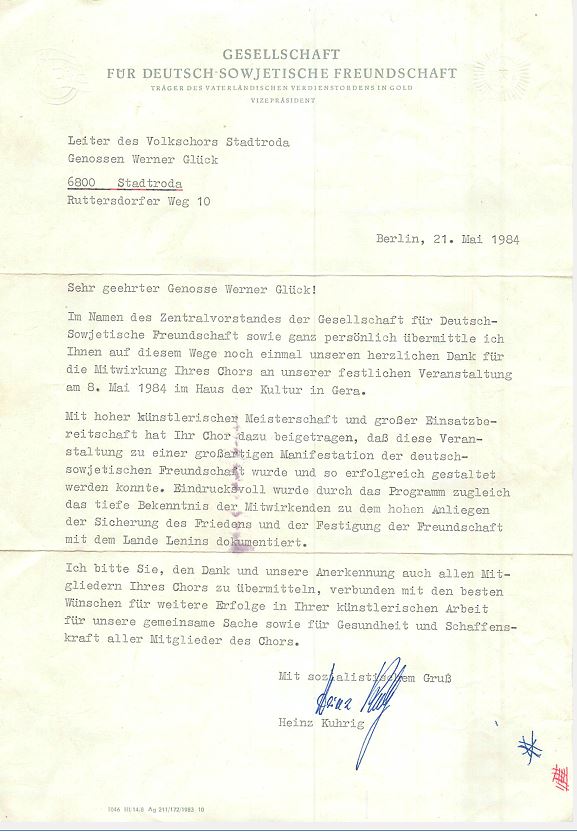 GESELLSCHAFT
FÜR DEUTSCH-SOWJETISCHE FREUNDSCHAFT
TRÄGER DES VATERLÄNDISCHEN VERDIENSTORDENS IN GOLD
VIZEPRÄSIDENT
Leiter des Volkschors Stadtroda
Genossen Werner Glück
6800 Stadtroda
Ruttersdorfer Weg 10
Berlin, 21. Mai 1984
Sehr geehrter Genosse Werner Glück!
Im Namen des Zentralvorstandes der Gesellschaft für Deutsch-
Sowjetische Freundschaft sowie ganz persönlich übermittle ich
Ihnen auf diesem Wege noch einmal unseren herzlichen Dank für
die Mitwirkung Ihres Chors an unserer festlichen Veranstaltung
am 8. Mai 1984 im Haus der Kultur in Gera.
Mit hoher künstlerischer Meisterschaft und großer Einsatzbe-
reitschaft hat Ihr Chor dazu beigetragen, daß diese Veran-
staltung zu einer großartigen Manifestation der deutsch-
sowjetischen Freundschaft wurde und so erfolgreich gestaltet
werden konnte. Eindrucksvoll wurde durch das Programm zugleich
das tiefe Bekenntnis der Mitwirkenden zu dem hohen Anliegen
der Sicherung des Friedens und der Festigung der Freundschaft
mit dem Lande Lenins dokumentiert.
Ich bitte Sie, den Dank und unsere Anerkennung auch allen Mit-
gliedern Ihres Chors zu übermitteln, verbunden mit den besten
Wünschen für weitere Erfolge in Ihrer künstlerischen Arbeit
für unsere gemeinsame Sache sowie für Gesundheit und Schaffens-
kraft aller Mitglieder des Chors.
Mit sozialistischem Gruß
Heinz Kuhrig
1046 III/14/8 Ag 211/172/1983 10